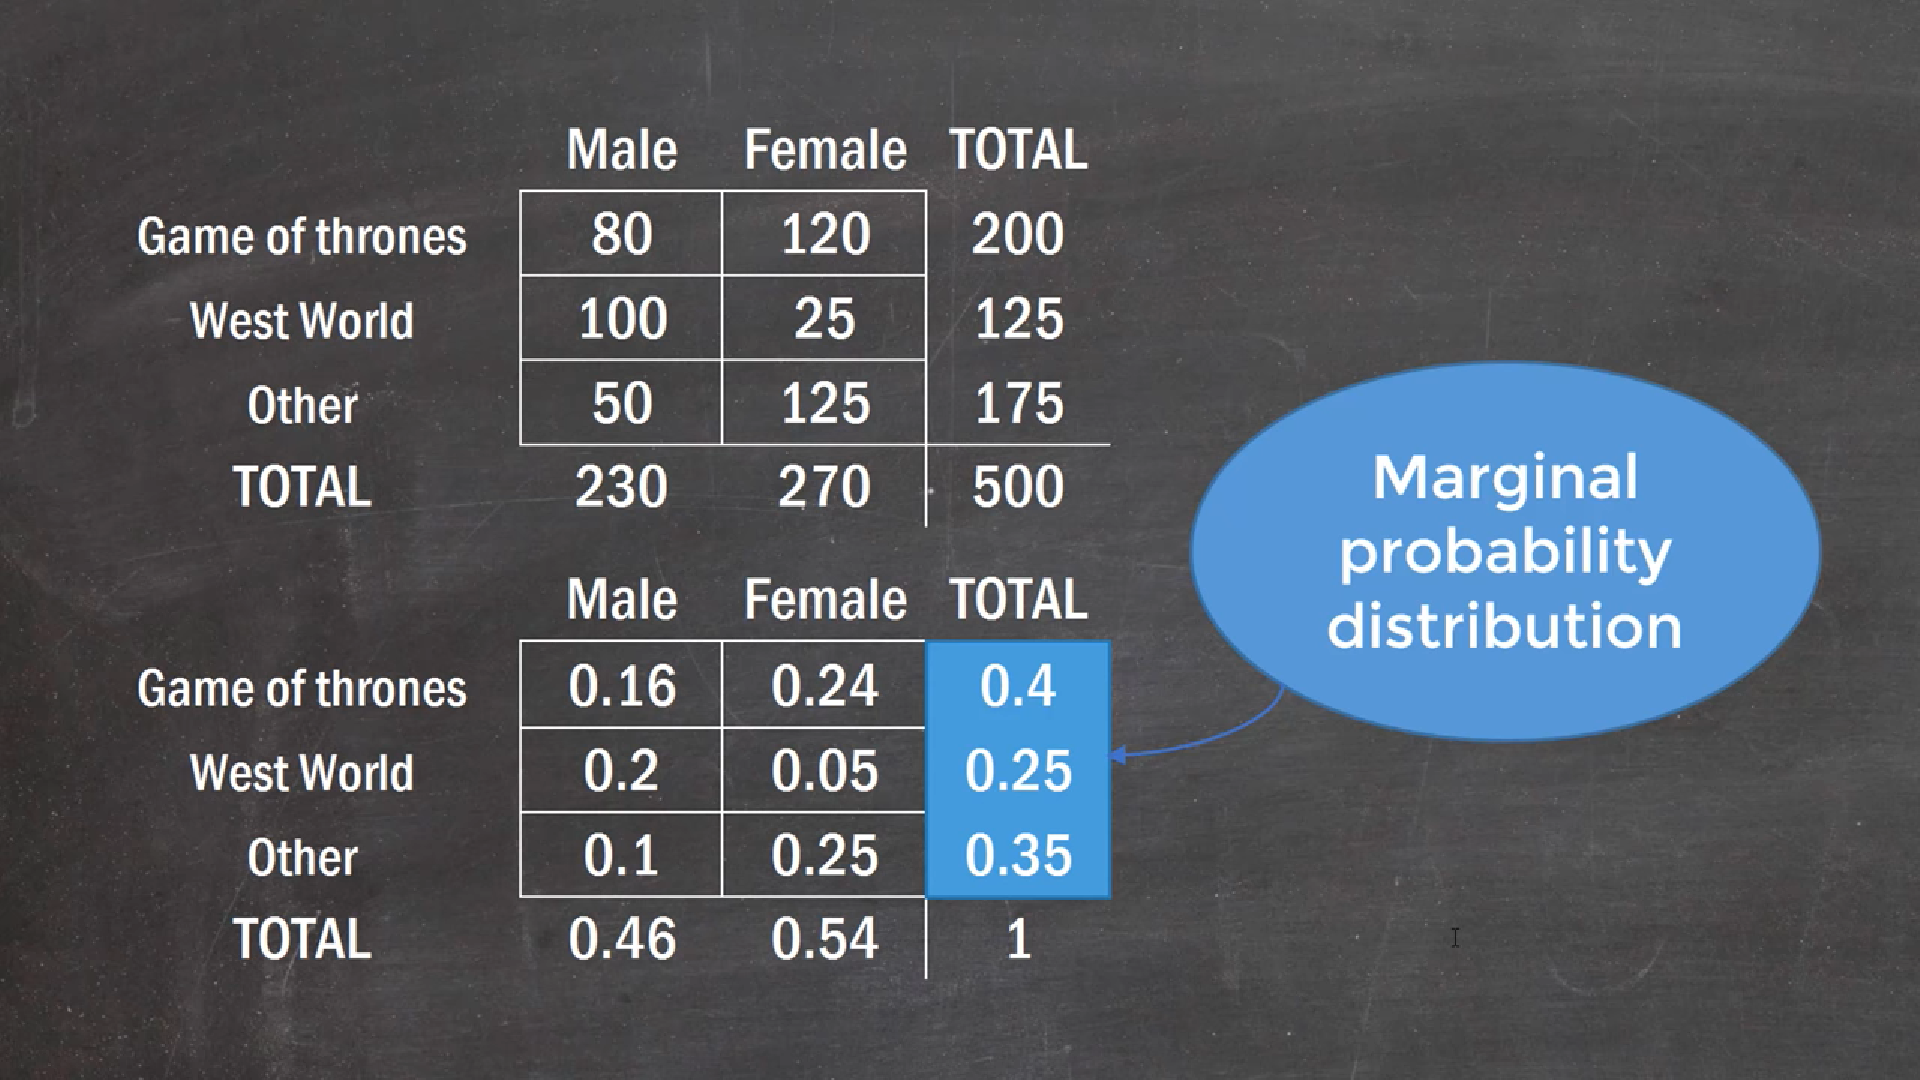 Male Female TOTAL
Game of thrones 80 120 200
West World 100 25 125
Other 50 125 175
TOTAL 230 270 500
Male Female TOTAL
Game of thrones 0.16 0.24 0.4
West World 0.2 0.05 0.25
Other 0.1 0.25 0.35
TOTAL 0.46 0.54 1
Marginal
probability
distribution